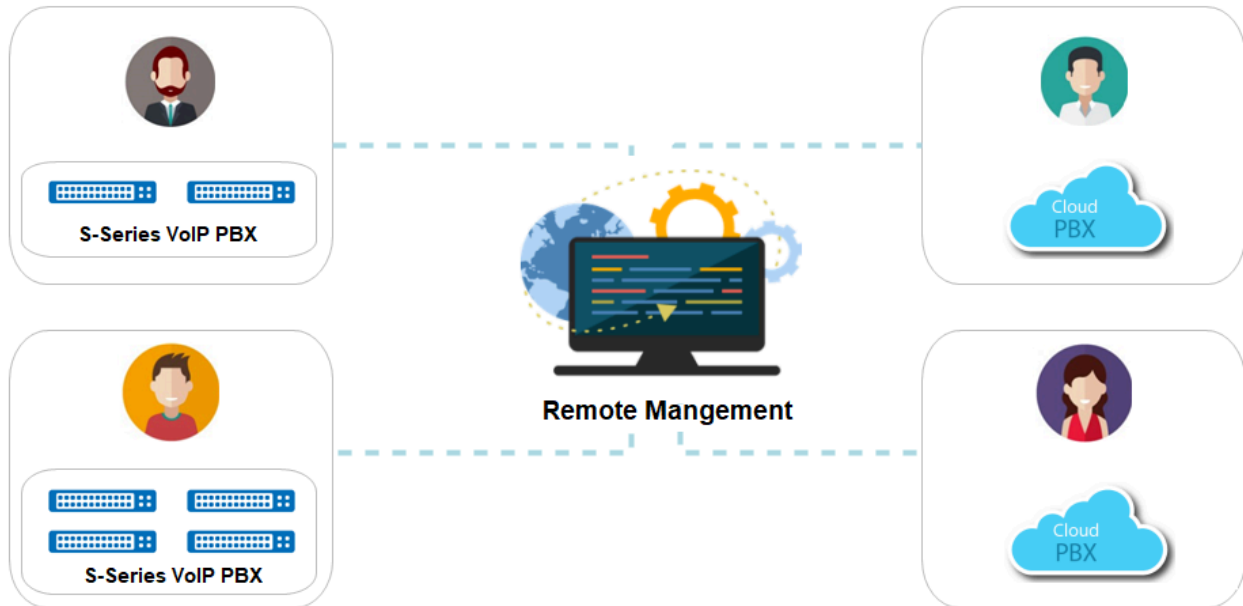 S-Series VoIP PBX
Cloud
PBX
Remote Mangement
S-Series VoIP PBX
Cloud
PBX